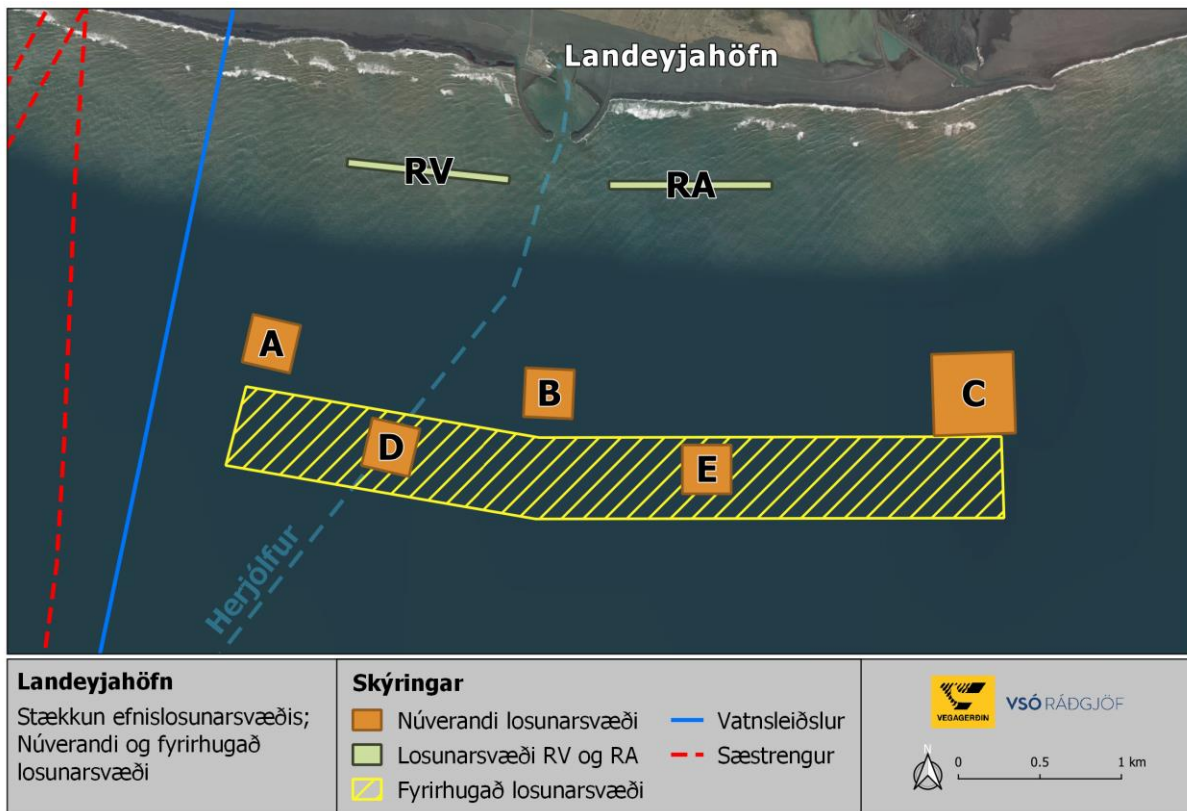 Landeyjahöfn
RV
RA
A
B
C
D
E
Herjólfur
Landeyjahöfn
Stækkun efnislosunarsvæðis;
Núverandi og fyrirhugað
losunarsvæði
Skýringar
Núverandi losunarsvæði
Losunarsvæði RV og RA
Fyrirhugað losunarsvæði
Vatnsleiðslur
Sæstrengur
VEGAGERÐIN
VSÓ RÁÐGJÖF
N
0 0.5 1 km